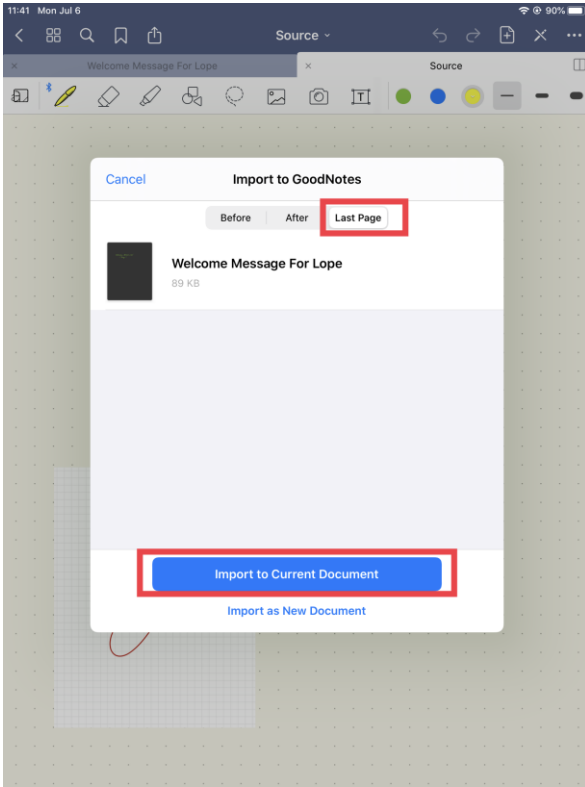 11:41 Mon Jul 6
90%
Source
Welcome Message For Lope
Source
T
Cancel
Import to GoodNotes
Before
After
Last Page
Welcome Message For Lope
89 KB
Import to Current Document
Import as New Document